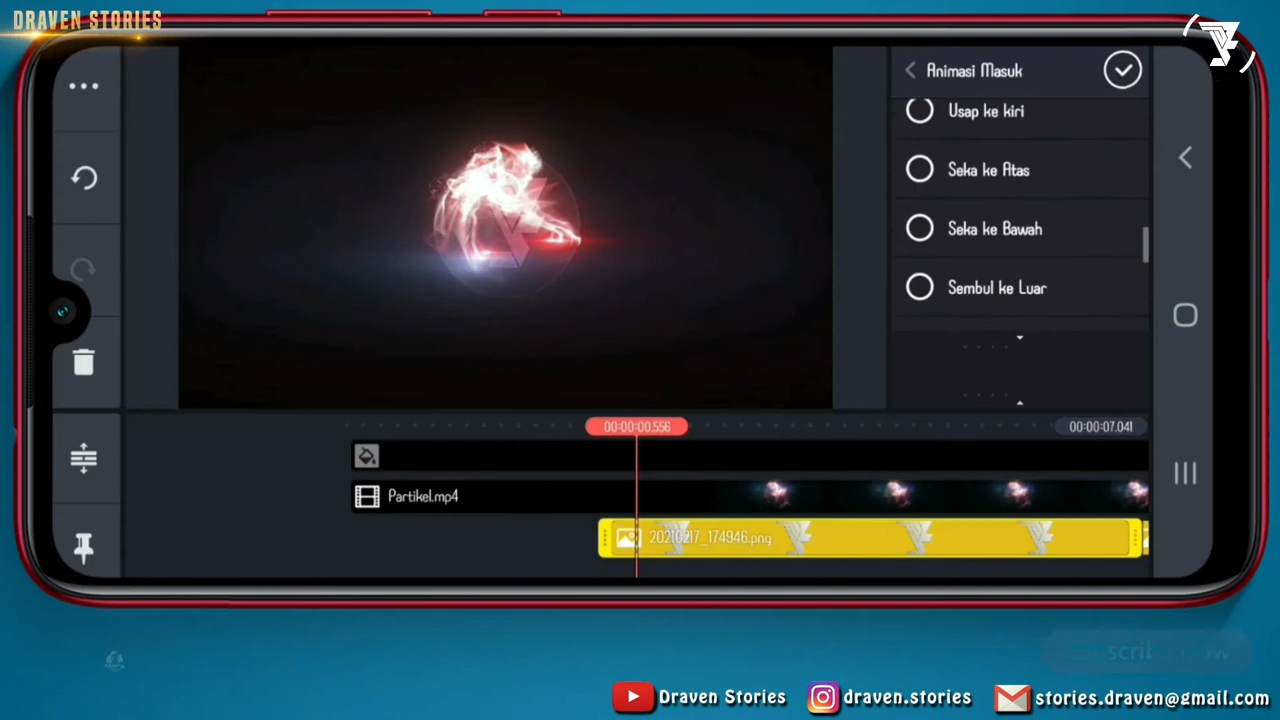 DRAVEN STORIES
Animasi Masuk
Usap ke kiri
Seka ke Atas
Seka ke Bawah
Sembul ke Luar
00:00:00.556
00:00:07.041
Partikel.mp4
20210217_174946.png
Draven Stories
draven.stories
stories.draven@gmail.com